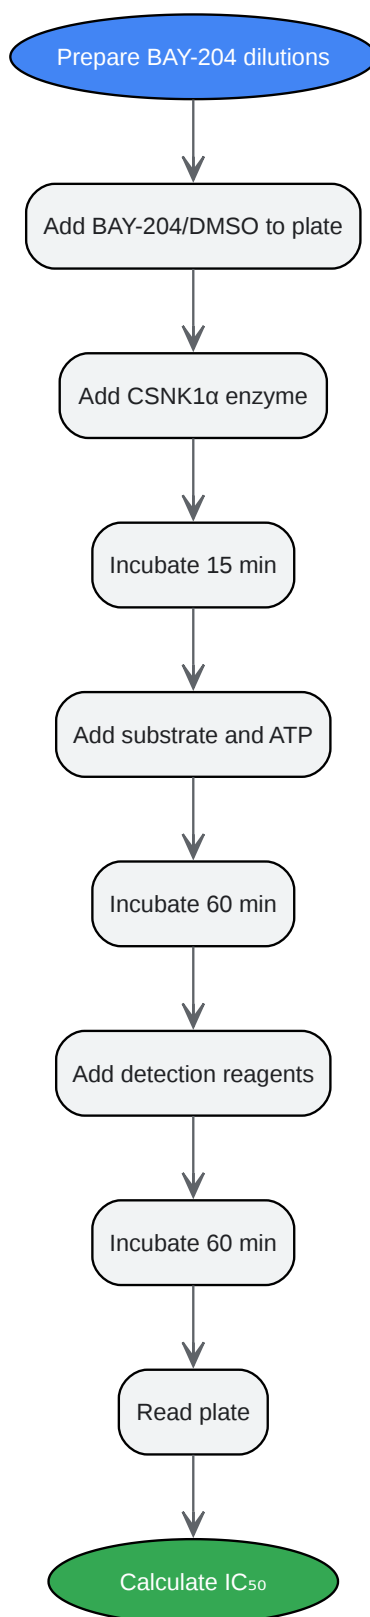 Prepare BAY-204 dilutions
Add BAY-204/DMSO to plate
Add CSNK1α enzyme
Incubate 15 min
Add substrate and ATP
Incubate 60 min
Add detection reagents
Incubate 60 min
Read plate
Calculate IC₅₀